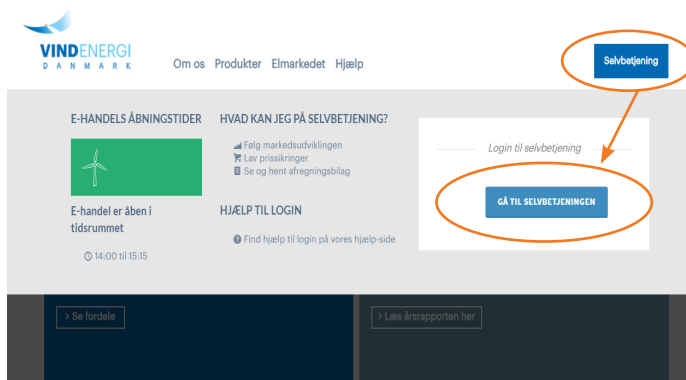 VINDENERGI
DANMARK
Om os Produkter Elmarkedet Hjælp
Selvbetjening
E-HANDELS ÅBNINGSTIDER
E-handel er åben i
tidsrummet
14:00 til 15:15
HVAD KAN JEG PÅ SELVBETJENING?
Følg markedsudviklingen
Lav prissikringer
Se og hent afregningsbilag
HJÆLP TIL LOGIN
Find hjælp til login på vores hjælp-side
Login til selvbetjening
GÅ TIL SELVBETJENINGEN
> Se fordele
> Læs årsrapporten her